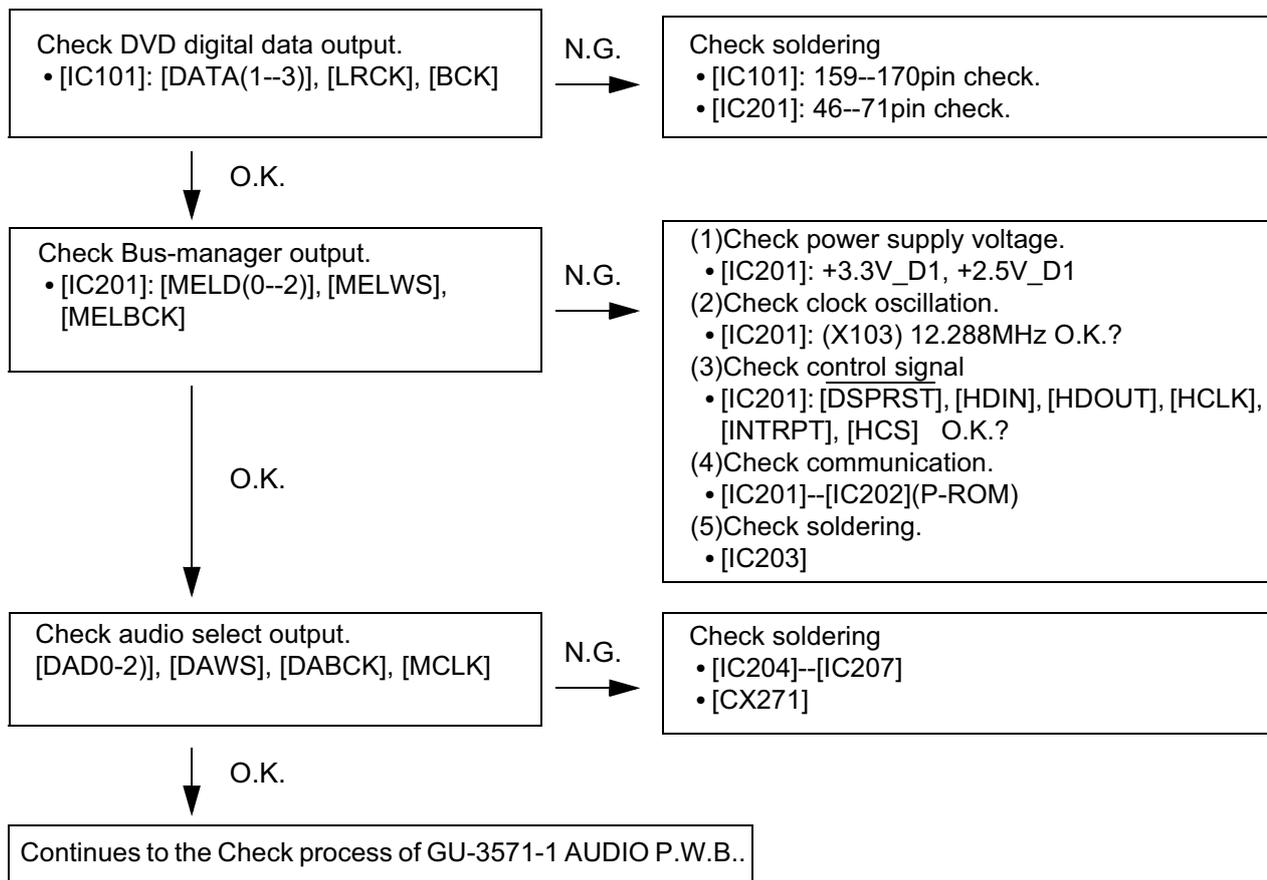 Check DVD digital data output.
• [IC101]: [DATA(1--3)], [LRCK], [BCK]
N.G.
Check soldering
• [IC101]: 159--170pin check.
• [IC201]: 46--71pin check.
O.K.
Check Bus-manager output.
• [IC201]: [MELD(0--2)], [MELWS],
[MELBCK]
N.G.
(1)Check power supply voltage.
• [IC201]: +3.3V_D1, +2.5V_D1
(2)Check clock oscillation.
• [IC201]: (X103) 12.288MHz O.K.?
(3)Check control signal
• [IC201]: [DSPRST], [HDIN], [HDOUT], [HCLK],
[INTRPT], [HCS] O.K.?
(4)Check communication.
• [IC201]--[IC202](P-ROM)
(5)Check soldering.
• [IC203]
O.K.
Check audio select output.
[DAD0-2)], [DAWS], [DABCK], [MCLK]
N.G.
Check soldering
• [IC204]--[IC207]
• [CX271]
O.K.
Continues to the Check process of GU-3571-1 AUDIO P.W.B..